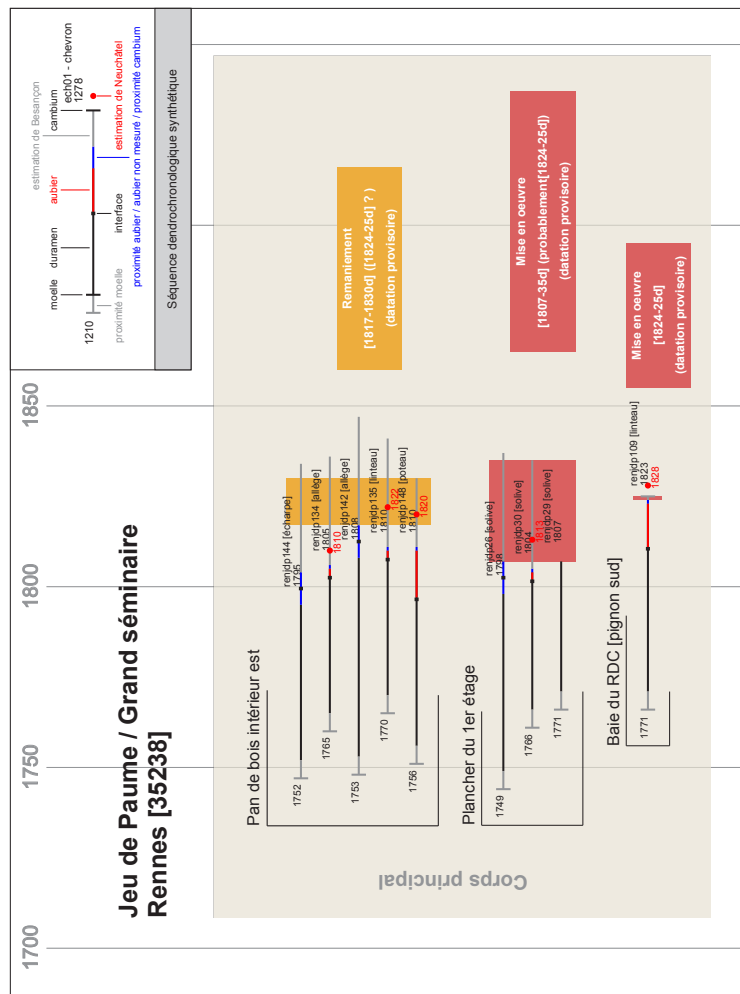 Jeu de Paume / Grand séminaire
Rennes [35238]
1700
1750
1800
1850
estimation de Besançon
moelle duramen
aubier
cambium
ech01 - chevron
1278
1210
proximité moelle
interface
estimation de Neuchâtel
proximité aubier / aubier non mesuré / proximité cambium
Séquence dendrochronologique synthétique
Corps principal
Pan de bois intérieur est
1752
renjdp144 [écharpe]
1795
1765
renjdp134 [allège]
1805
1810
1753
renjdp142 [allège]
1808
1770
renjdp135 [linteau]
1810
1822
1756
renjdp148 [poteau]
1810
1820
Remaniement
[1817-1830d] ([1824-25d] ? )
(datation provisoire)
Plancher du 1er étage
1749
renjdp26 [solive]
1798
1766
renjdp30 [solive]
1804
1813
1771
renjdp29 [solive]
1807
Mise en oeuvre
[1807-35d] (probablement[1824-25d])
(datation provisoire)
Baie du RDC [pignon sud]
1771
renjdp109 [linteau]
1823
1828
Mise en oeuvre
[1824-25d]
(datation provisoire)